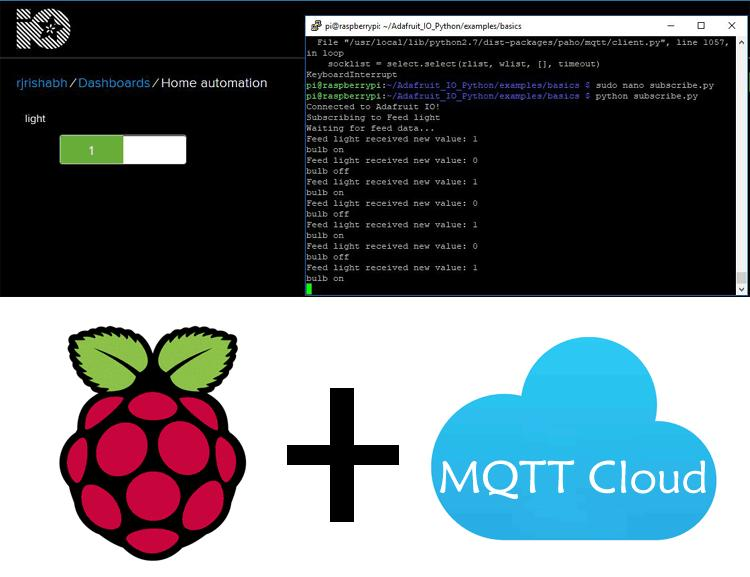 iO
rjrishabh / Dashboards / Home automation
light
1
pi@raspberrypi: ~/Adafruit_IO_Python/examples/basics
File "/usr/local/lib/python2.7/dist-packages/paho/mqtt/client.py", line 1057,
in loop
socklist = select.select(rlist, wlist, [], timeout)
KeyboardInterrupt
pi@raspberrypi:~/Adafruit_IO_Python/examples/basics $ sudo nano subscribe.py
pi@raspberrypi:~/Adafruit_IO_Python/examples/basics $ python subscribe.py
Connected to Adafruit IO!
Subscribing to Feed light
Waiting for feed data...
Feed light received new value: 1
bulb on
Feed light received new value: 0
bulb off
Feed light received new value: 1
bulb on
Feed light received new value: 0
bulb off
Feed light received new value: 1
bulb on
Feed light received new value: 0
bulb off
Feed light received new value: 1
bulb on
MQTT Cloud